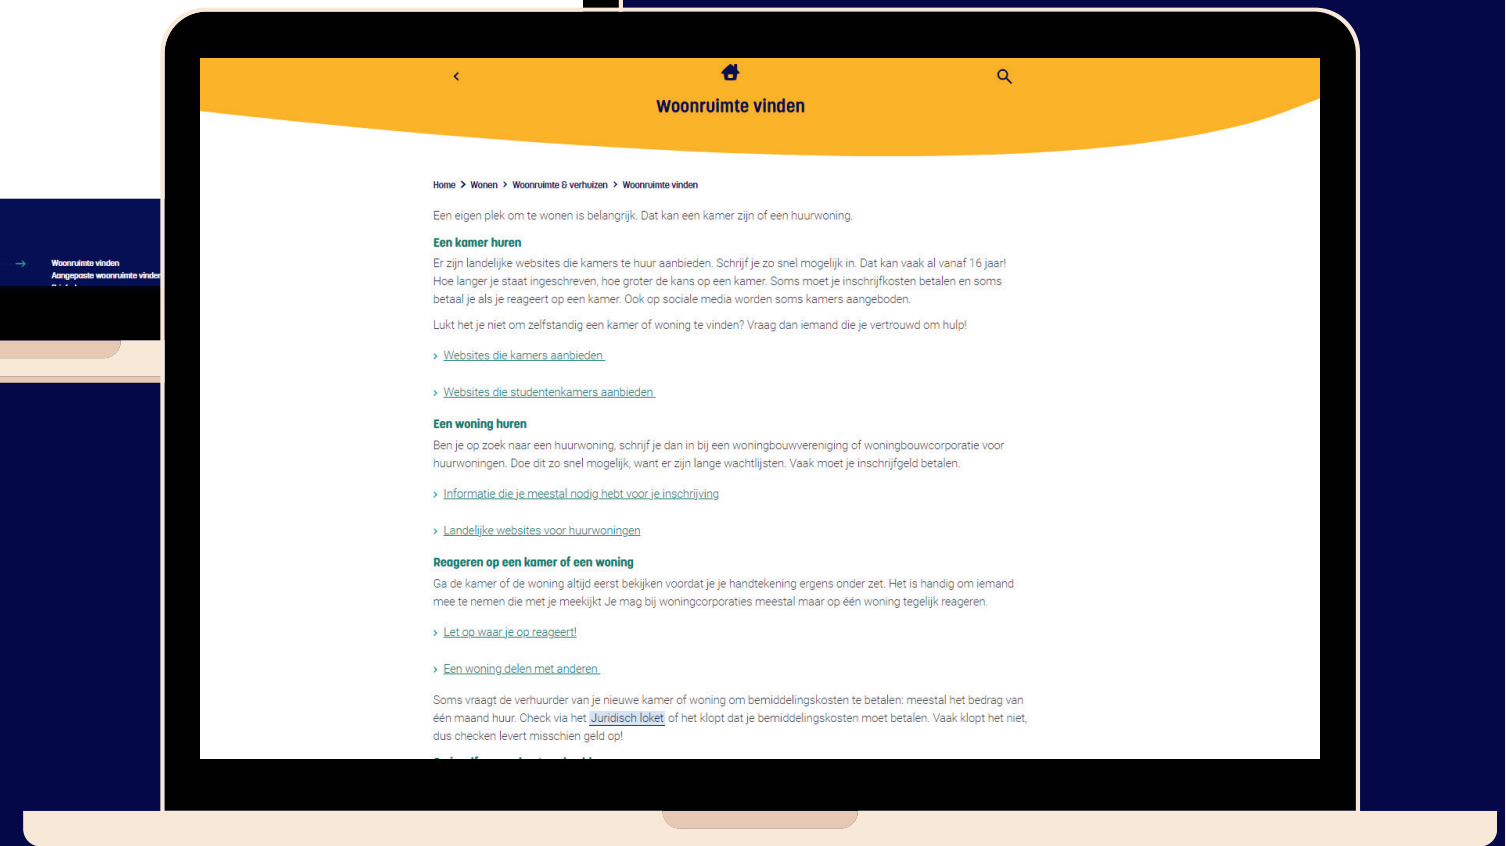 Woonruimte vinden
Home > Wonen > Woonruimte & verhuizen > Woonruimte vinden
Een eigen plek om te wonen is belangrijk. Dat kan een kamer zijn of een huurwoning.
Een kamer huren
Er zijn landelijke websites die kamers te huur aanbieden. Schrijf je zo snel mogelijk in. Dat kan vaak al vanaf 16 jaar!
Hoe langer je staat ingeschreven, hoe groter de kans op een kamer. Soms moet je inschrijfkosten betalen en soms
betaal je als je reageert op een kamer. Ook op sociale media worden soms kamers aangeboden.
Lukt het je niet om zelfstandig een kamer of woning te vinden? Vraag dan iemand die je vertrouwd om hulp!
> Websites die kamers aanbieden
> Websites die studentenkamers aanbieden
Een woning huren
Ben je op zoek naar een huurwoning, schrijf je dan in bij een woningbouwvereniging of woningbouwcorporatie voor
huurwoningen. Doe dit zo snel mogelijk, want er zijn lange wachtlijsten. Vaak moet je inschrijfgeld betalen.
> Informatie die je meestal nodig hebt voor je inschrijving
> Landelijke websites voor huurwoningen
Reageren op een kamer of een woning
Ga de kamer of de woning altijd eerst bekijken voordat je je handtekening ergens onder zet. Het is handig om iemand
mee te nemen die met je meekijkt Je mag bij woningcorporaties meestal maar op één woning tegelijk reageren.
> Let op waar je op reageert!
> Een woning delen met anderen
Soms vraagt de verhuurder van je nieuwe kamer of woning om bemiddelingskosten te betalen: meestal het bedrag van
één maand huur. Check via het Juridisch loket of het klopt dat je bemiddelingskosten moet betalen. Vaak klopt het niet,
dus checken levert misschien geld op!
→ Woonruimte vinden
Aangepaste woonruimte vinden